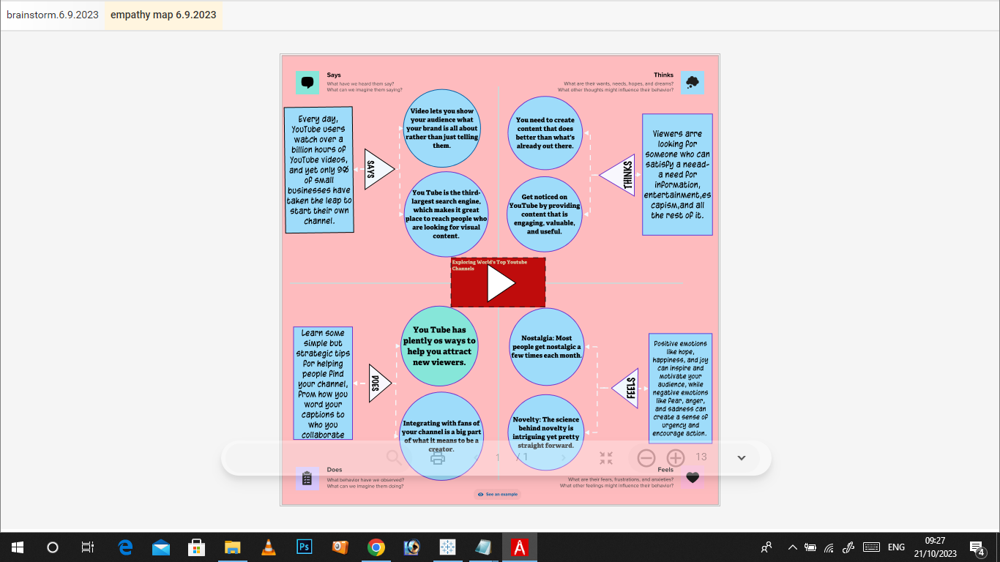 brainstorm.6.9.2023
empathy map 6.9.2023
Says
What have we heard them say?
What can we imagine them saying?
Thinks
What are their wants, needs, hopes, and dreams?
What other thoughts might influence their behavior?
Every day,
YouTube users
watch over a
billion hours of
YouTube videos,
and yet only 9%
of small
businesses have
taken the leap to
start their own
channel.
SAYS
Video lets you show
your audience what
your brand is all about
rather than just telling
them.
You Tube is the third-
largest search engine,
which makes it great
place to reach people who
are looking for visual
content.
You need to create
content that does
better than what's
already out there.
Get noticed on
YouTube by providing
content that is
engaging, valuable,
and useful.
THINKS
Viewers arre
looking for
someone who can
satisfy a neead-
a need for
information,
entertainment,es
capism,and all
the rest of it.
Exploring World's Top Youtube
Channels
Learn some
simple but
strategic tips
for helping
people find
your channel,
from how you
word your
captions to
who you
collaborate
DOES
You Tube has
plently os ways to
help you attract
new viewers.
Integrating with fans of
your channel is a big part
of what it means to be a
creator.
Nostalgia: Most
people get nostalgic a
few times each month.
Novelty: The science
behind novelty is
intriguing yet pretty
straight forward.
FEELS
Positive emotions
like hope,
happiness, and joy
can inspire and
motivate your
audience, while
negative emotions
like fear, anger,
and sadness can
create a sense of
urgency and
encourage action.
1 / 1
13
Does
What behavior have we observed?
What can we imagine them doing?
Feels
What are their fears, frustrations, and anxieties?
What other feelings might influence their behavior?
See an example
Ps
ENG
09:27
21/10/2023
4